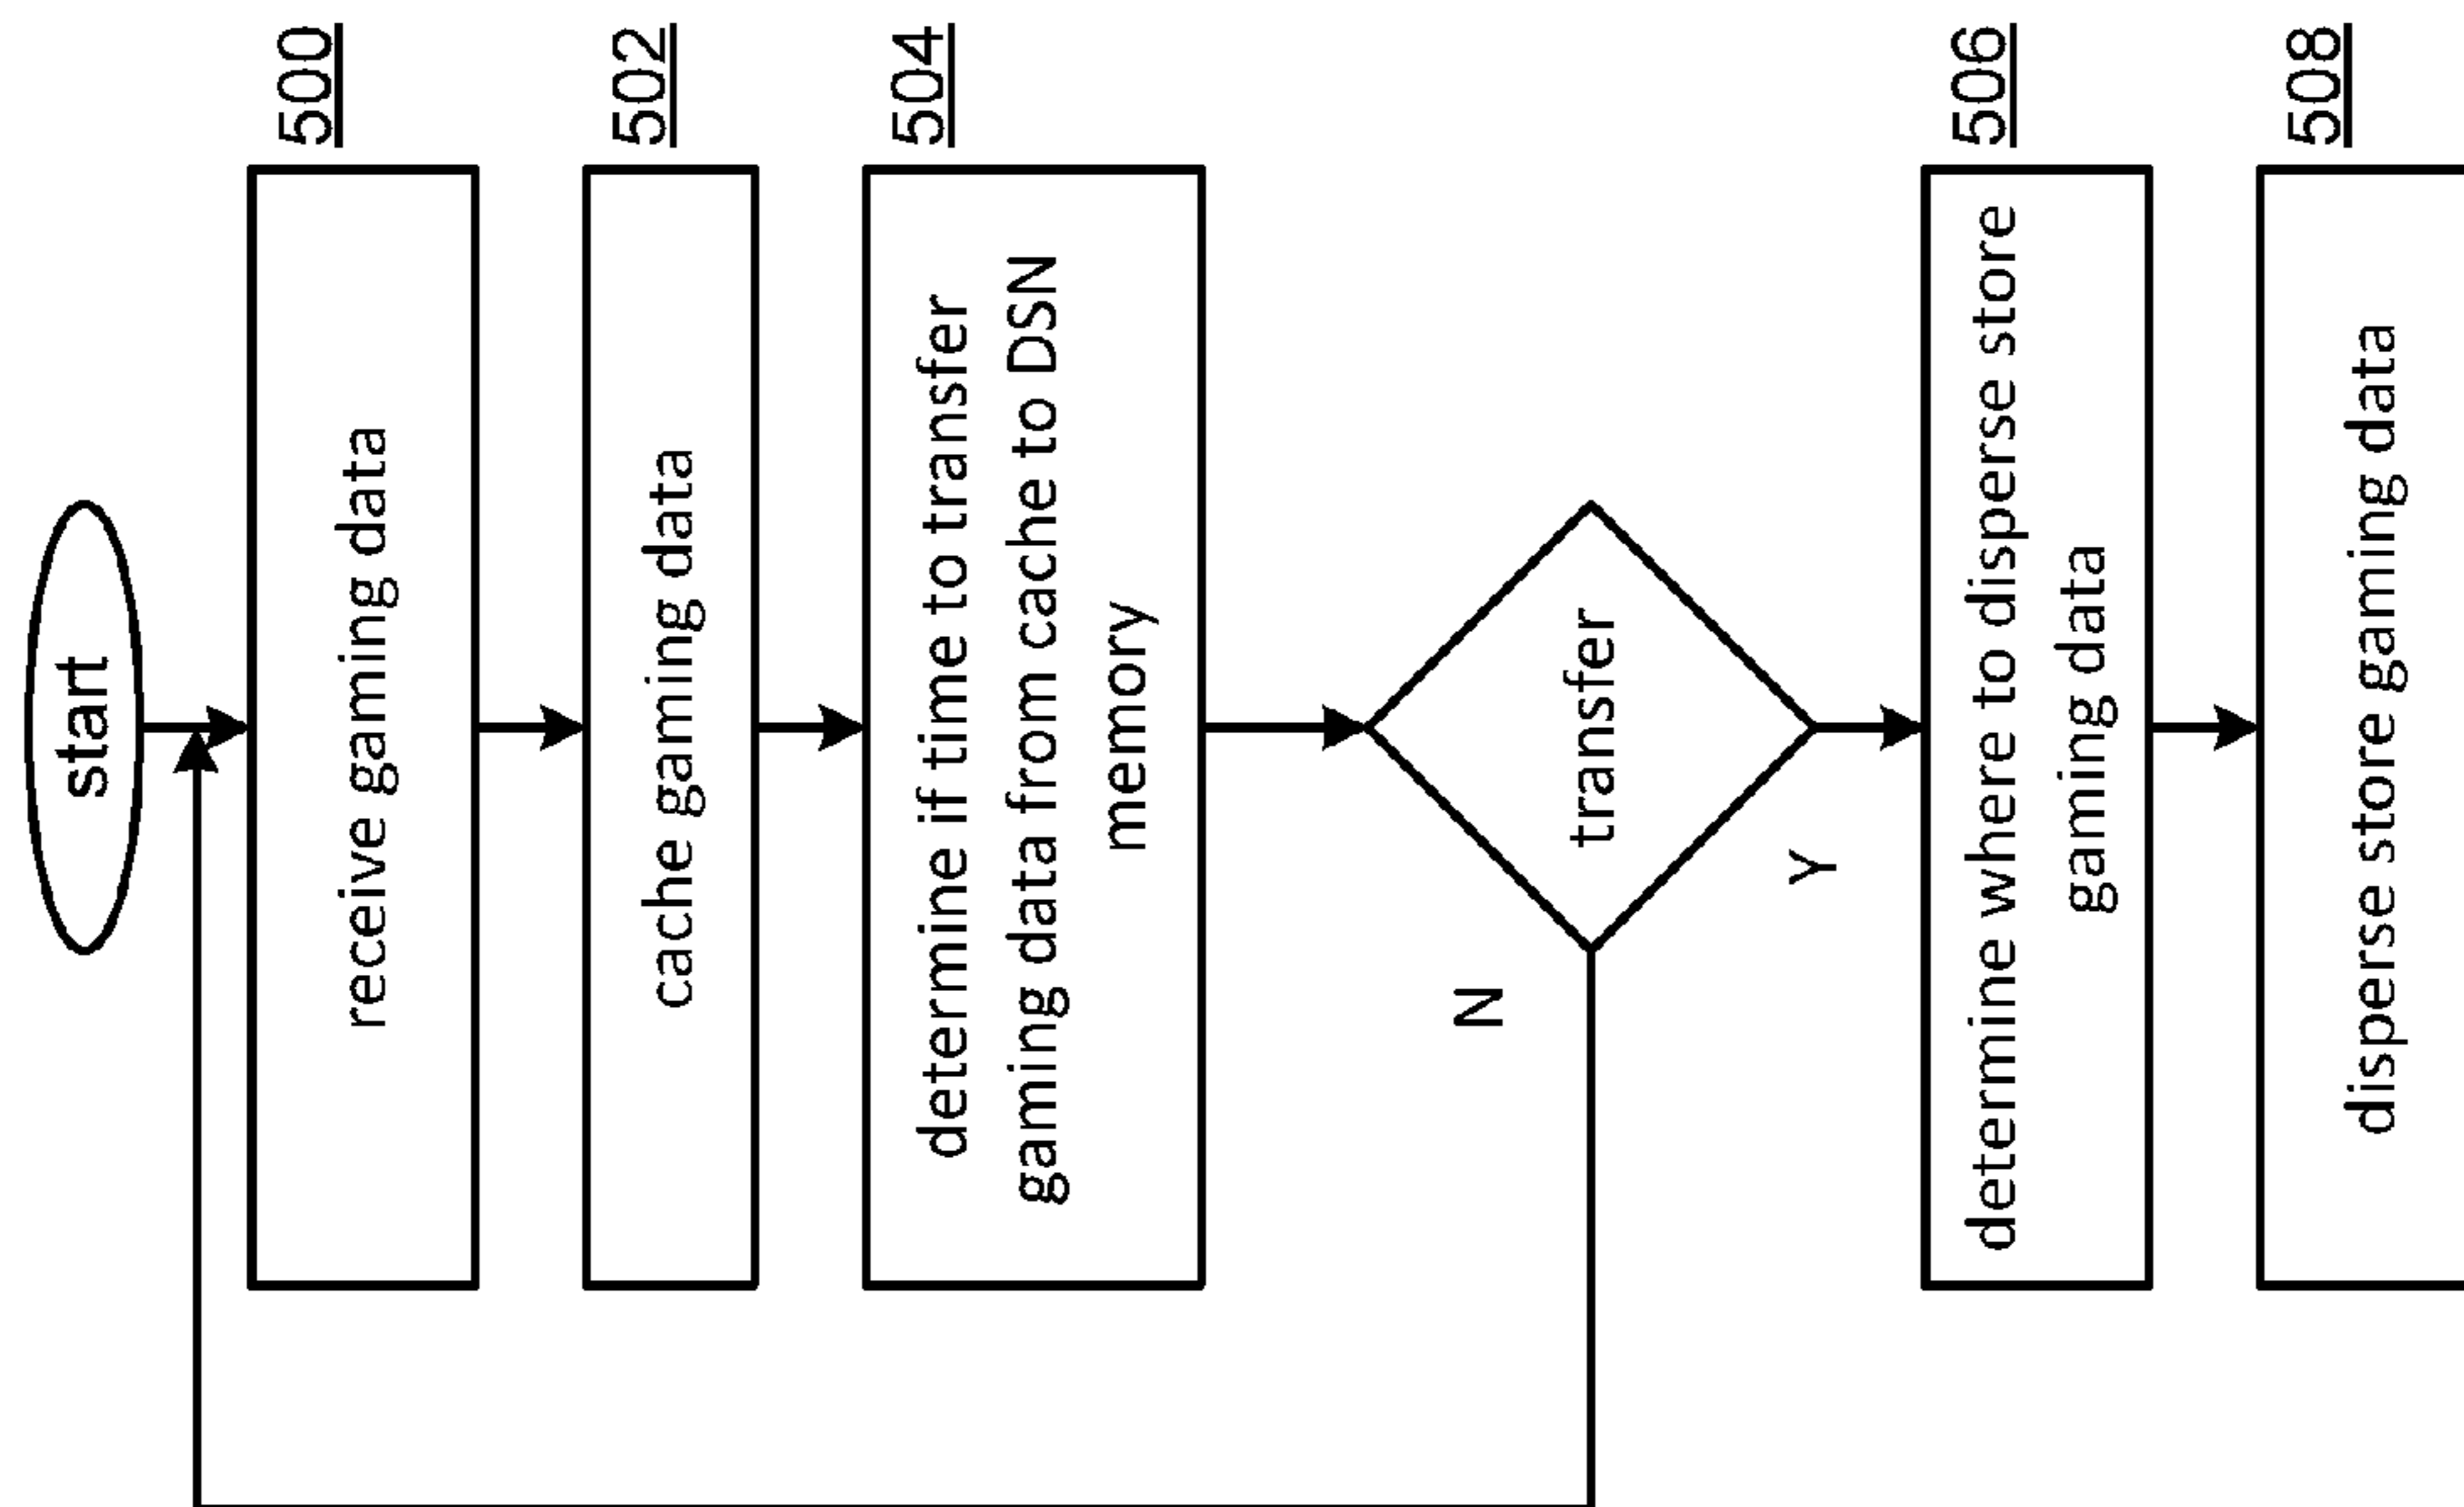 start
500
receive gaming data
502
cache gaming data
504
determine if time to transfer
gaming data from cache to DSN
memory
transfer
N
Y
506
determine where to disperse store
gaming data
508
disperse store gaming data